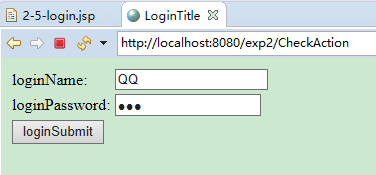 2-5-login.jsp LoginTitle
http://localhost:8080/exp2/CheckAction
loginName: QQ
loginPassword: ●●●
loginSubmit